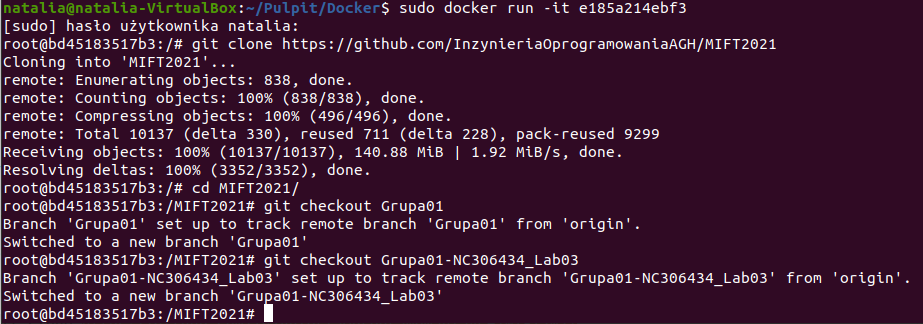 natalia@natalia-VirtualBox:~/Pulpit/Docker$ sudo docker run -it e185a214ebf3
[sudo] hasło użytkownika natalia:
root@bd45183517b3:/# git clone https://github.com/InzynieriaOprogramowaniaAGH/MIFT2021
Cloning into 'MIFT2021'...
remote: Enumerating objects: 838, done.
remote: Counting objects: 100% (838/838), done.
remote: Compressing objects: 100% (496/496), done.
remote: Total 10137 (delta 330), reused 711 (delta 228), pack-reused 9299
Receiving objects: 100% (10137/10137), 140.88 MiB | 1.92 MiB/s, done.
Resolving deltas: 100% (3352/3352), done.
root@bd45183517b3:/# cd MIFT2021/
root@bd45183517b3:/MIFT2021# git checkout Grupa01
Branch 'Grupa01' set up to track remote branch 'Grupa01' from 'origin'.
Switched to a new branch 'Grupa01'
root@bd45183517b3:/MIFT2021# git checkout Grupa01-NC306434_Lab03
Branch 'Grupa01-NC306434_Lab03' set up to track remote branch 'Grupa01-NC306434_Lab03' from 'origin'.
Switched to a new branch 'Grupa01-NC306434_Lab03'
root@bd45183517b3:/MIFT2021#